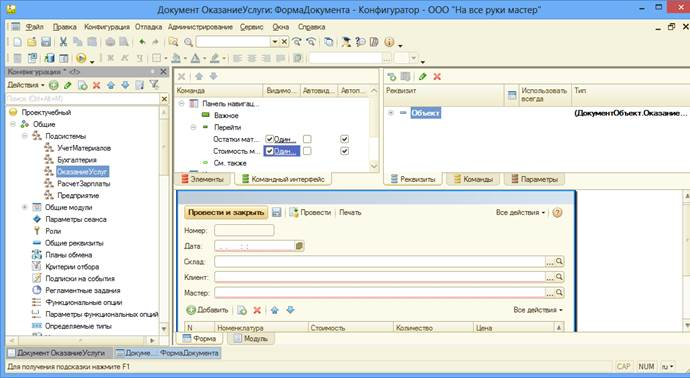 Документ ОказаниеУслуги: ФормаДокумента - Конфигуратор - ООО "На все руки мастер"
Файл Правка Конфигурация Отладка Администрирование Сервис Окна Справка
Конфигурация *
Действия
Поиск (Ctrl+Alt+M)
Проектучебный
Общие
Подсистемы
УчетМатериалов
Бухгалтерия
ОказаниеУслуг
РасчетЗарплаты
Предприятие
Общие модули
Параметры сеанса
Роли
Общие реквизиты
Планы обмена
Критерии отбора
Подписки на события
Регламентные задания
Функциональные опции
Параметры функциональных опций
Определяемые типы
Команда Видимо... Автовид... Автоп...
Панель навигац...
Важное
Перейти
Остатки мат... Один...
Стоимость м... Один...
См. также
Элементы Командный интерфейс
Реквизит Использовать всегда Тип
Объект (ДокументОбъект.Оказание...
Реквизиты Команды Параметры
Провести и закрыть Провести Печать Все действия
Номер:
Дата: . . : :
Склад:
Клиент:
Мастер:
Добавить Все действия
N Номенклатура Стоимость Количество Цена
Форма Модуль
Документ ОказаниеУслуги Докуме...: ФормаДокумента
Для получения подсказки нажмите F1 CAP NUM ru